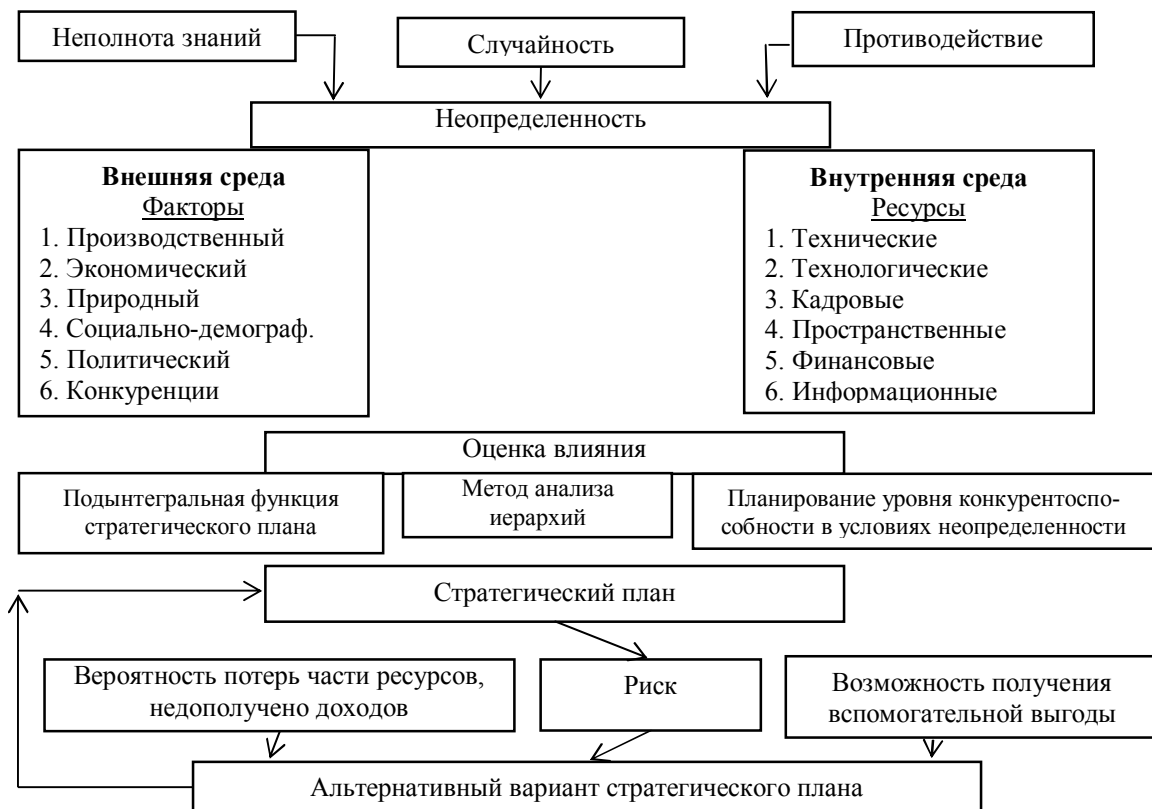 Неполнота знаний
Случайность
Противодействие
Неопределенность
Внешняя среда
Факторы
1. Производственный
2. Экономический
3. Природный
4. Социально-демограф.
5. Политический
6. Конкуренции
Внутренняя среда
Ресурсы
1. Технические
2. Технологические
3. Кадровые
4. Пространственные
5. Финансовые
6. Информационные
Оценка влияния
Подынтегральная функция
стратегического плана
Метод анализа
иерархий
Планирование уровня конкурентоспо-
собности в условиях неопределенности
Стратегический план
Вероятность потерь части ресурсов,
недополучено доходов
Риск
Возможность получения
вспомогательной выгоды
Альтернативный вариант стратегического плана